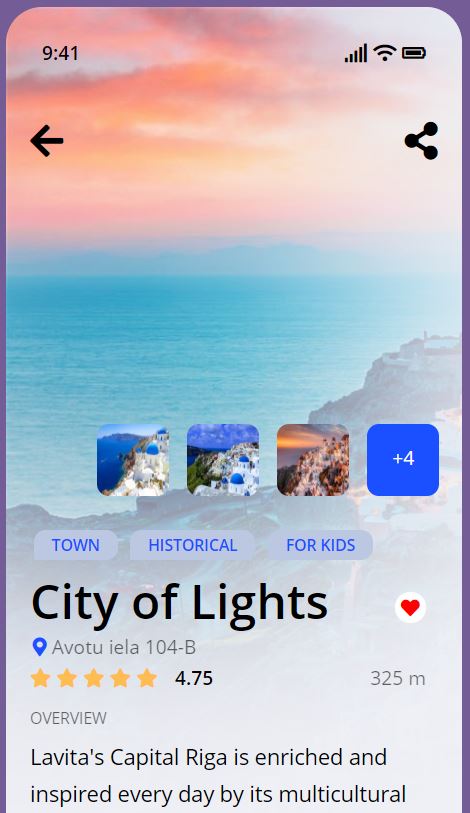 9:41
+4
TOWN HISTORICAL FOR KIDS
City of Lights
Avotu iela 104-B
4.75 325 m
OVERVIEW
Lavita's Capital Riga is enriched and
inspired every day by its multicultural